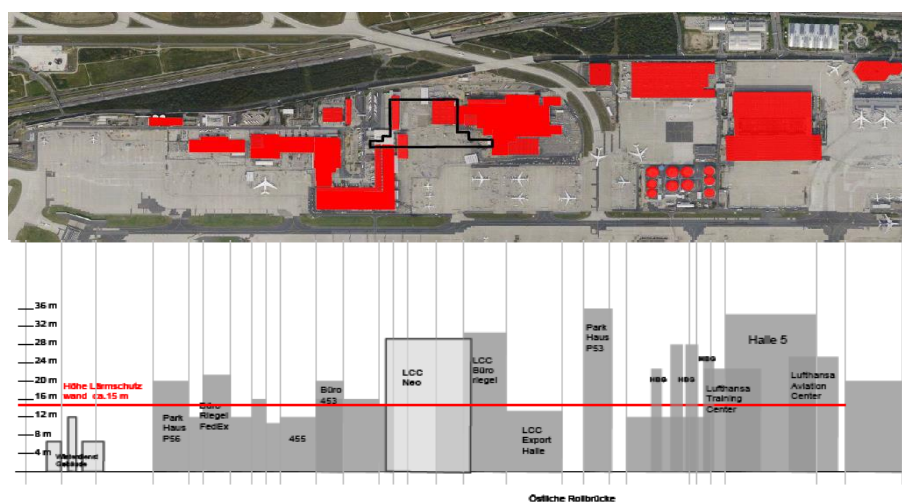 36 m
32 m
28 m
24 m
20 m
16 m
12 m
8 m
4 m
Höhe Lärmschutz
wand ca.15 m
Winterdienst
Gebäude
Park
Haus
P56
Büro
Riegel
FedEx
455
Büro
453
LCC
Neo
LCC
Büro
riegel
LCC
Export
Halle
Park
Haus
P53
HBG
HBG
HBG
Lufthansa
Training
Center
Halle 5
Lufthansa
Aviation
Center
Östliche Rollbrücke